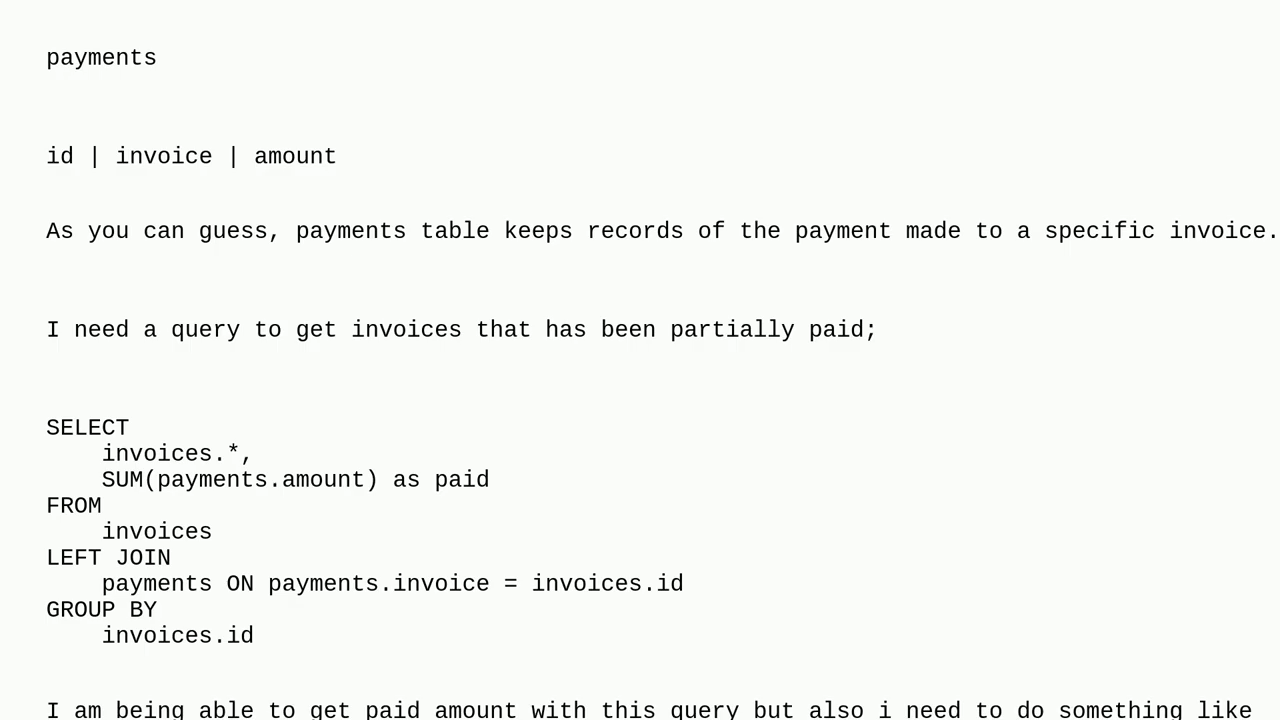 payments
id | invoice | amount
As you can guess, payments table keeps records of the payment made to a specific invoice.
I need a query to get invoices that has been partially paid;
SELECT
    invoices.*,
    SUM(payments.amount) as paid
FROM
    invoices
LEFT JOIN
    payments ON payments.invoice = invoices.id
GROUP BY
    invoices.id
I am being able to get paid amount with this query but also i need to do something like